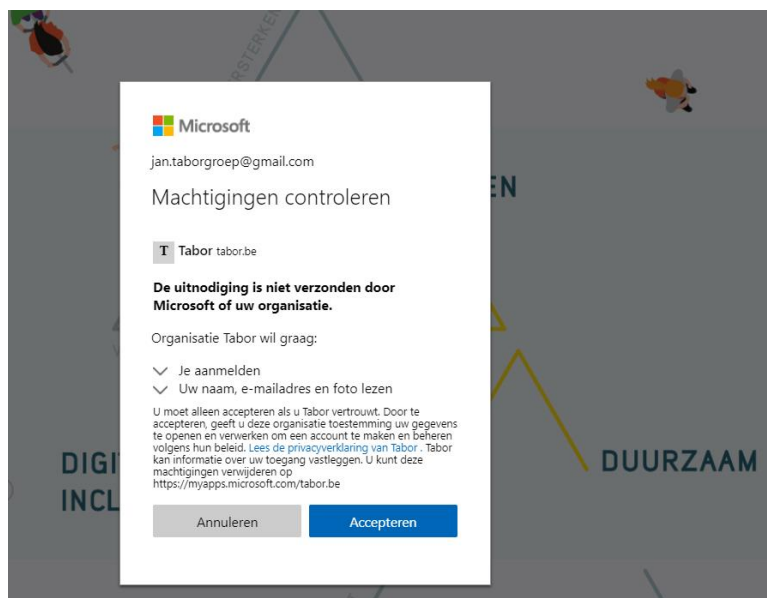 RSTERKEN
Microsoft
jan.taborgroep@gmail.com
Machtigingen controleren
EN
T Tabor tabor.be
De uitnodiging is niet verzonden door
Microsoft of uw organisatie.
Organisatie Tabor wil graag:
Je aanmelden
Uw naam, e-mailadres en foto lezen
U moet alleen accepteren als u Tabor vertrouwt. Door te
accepteren, geeft u deze organisatie toestemming uw gegevens
te openen en verwerken om een account te maken en beheren
volgens hun beleid. Lees de privacyverklaring van Tabor . Tabor
kan informatie over uw toegang vastleggen. U kunt deze
machtigingen verwijderen op
https://myapps.microsoft.com/tabor.be
DIGI
INCL
DUURZAAM
Annuleren
Accepteren